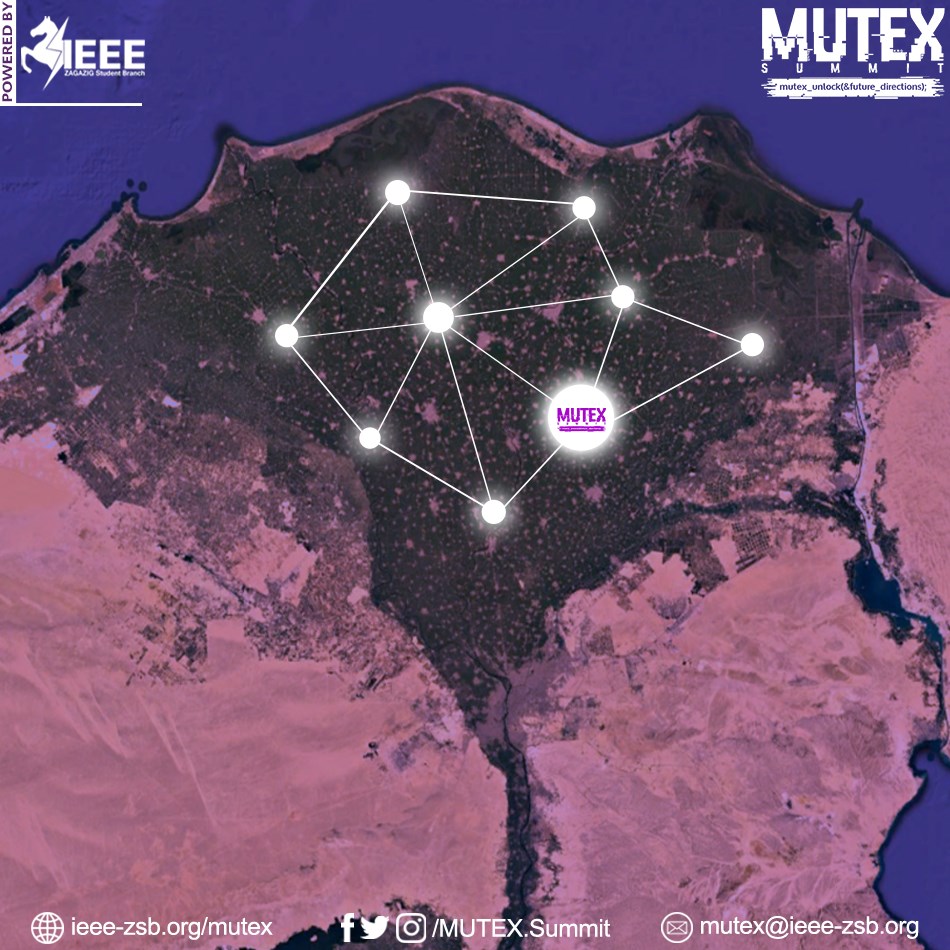 POWERED BY
IEEE
ZAGAZIG Student Branch
MUTEX
SUMMIT
mutex_unlock(&future_directions);
MUTEX
ieee-zsb.org/mutex
/MUTEX.Summit
mutex@ieee-zsb.org